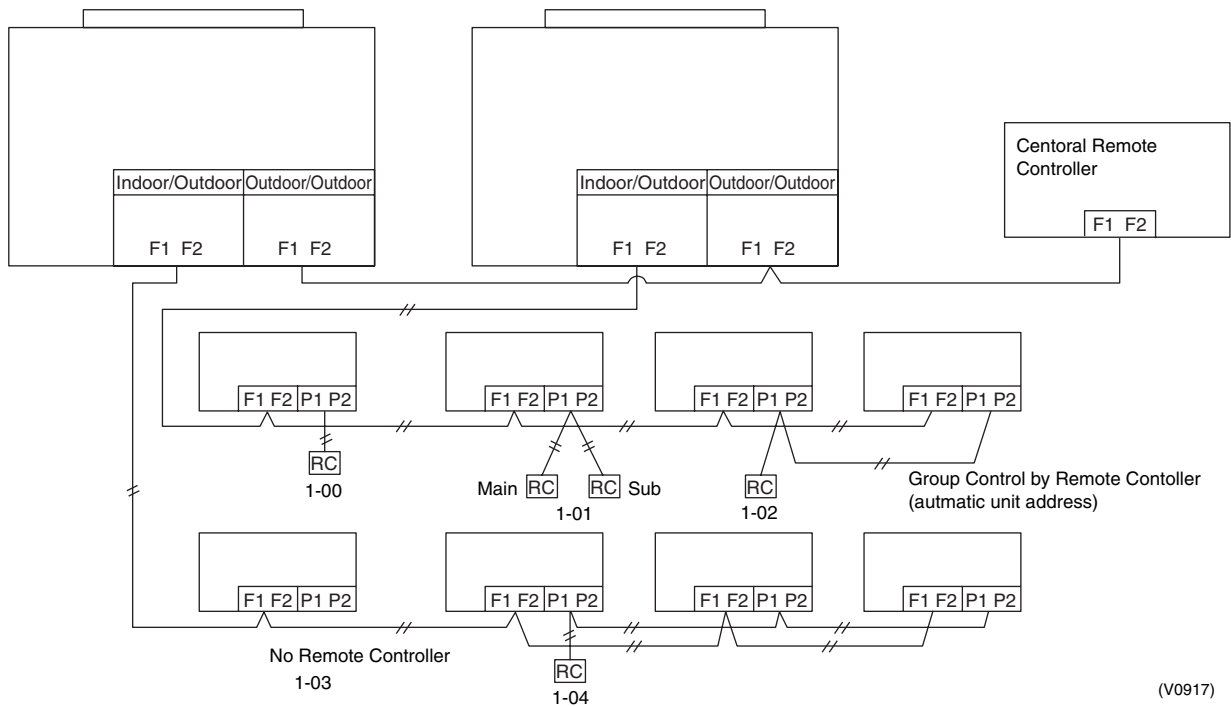 Indoor/Outdoor Outdoor/Outdoor
F1 F2 F1 F2
Indoor/Outdoor Outdoor/Outdoor
F1 F2 F1 F2
Centoral Remote
Controller
F1 F2
F1 F2 P1 P2
F1 F2 P1 P2
F1 F2 P1 P2
F1 F2 P1 P2
RC
1-00
Main RC RC Sub
1-01
RC
1-02
Group Control by Remote Contoller
(autmatic unit address)
F1 F2 P1 P2
F1 F2 P1 P2
F1 F2 P1 P2
F1 F2 P1 P2
No Remote Controller
1-03
RC
1-04
(V0917)